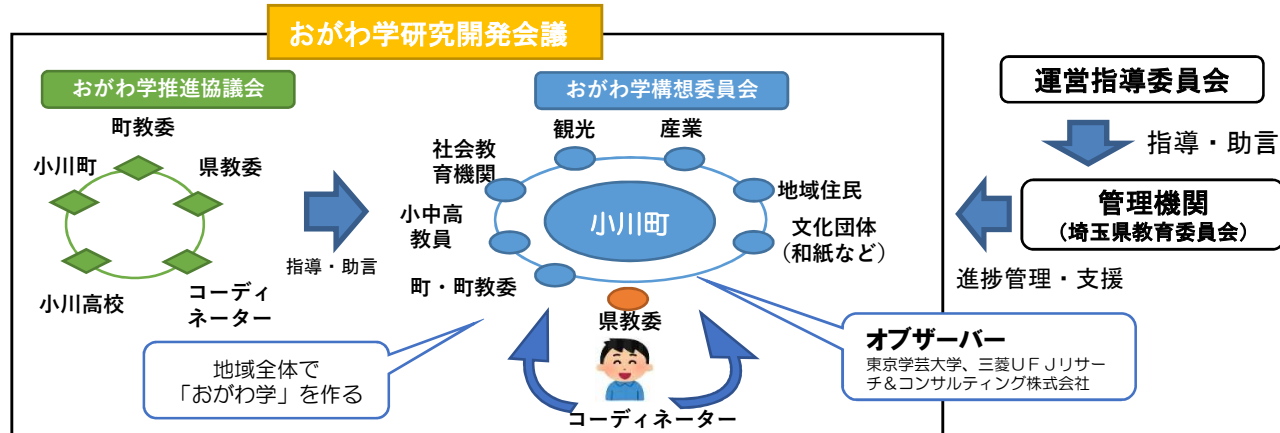 おがわ学研究開発会議
おがわ学推進協議会
町教委
小川町
県教委
小川高校
コーディ
ネーター
指導・助言
おがわ学構想委員会
観光
産業
社会教
育機関
地域住民
小中高
教員
文化団体
（和紙など）
小川町
町・町教委
県教委
コーディネーター
地域全体で
「おがわ学」を作る
オブザーバー
東京学芸大学、三菱ＵＦＪリサー
チ＆コンサルティング株式会社
運営指導委員会
指導・助言
管理機関
（埼玉県教育委員会）
進捗管理・支援